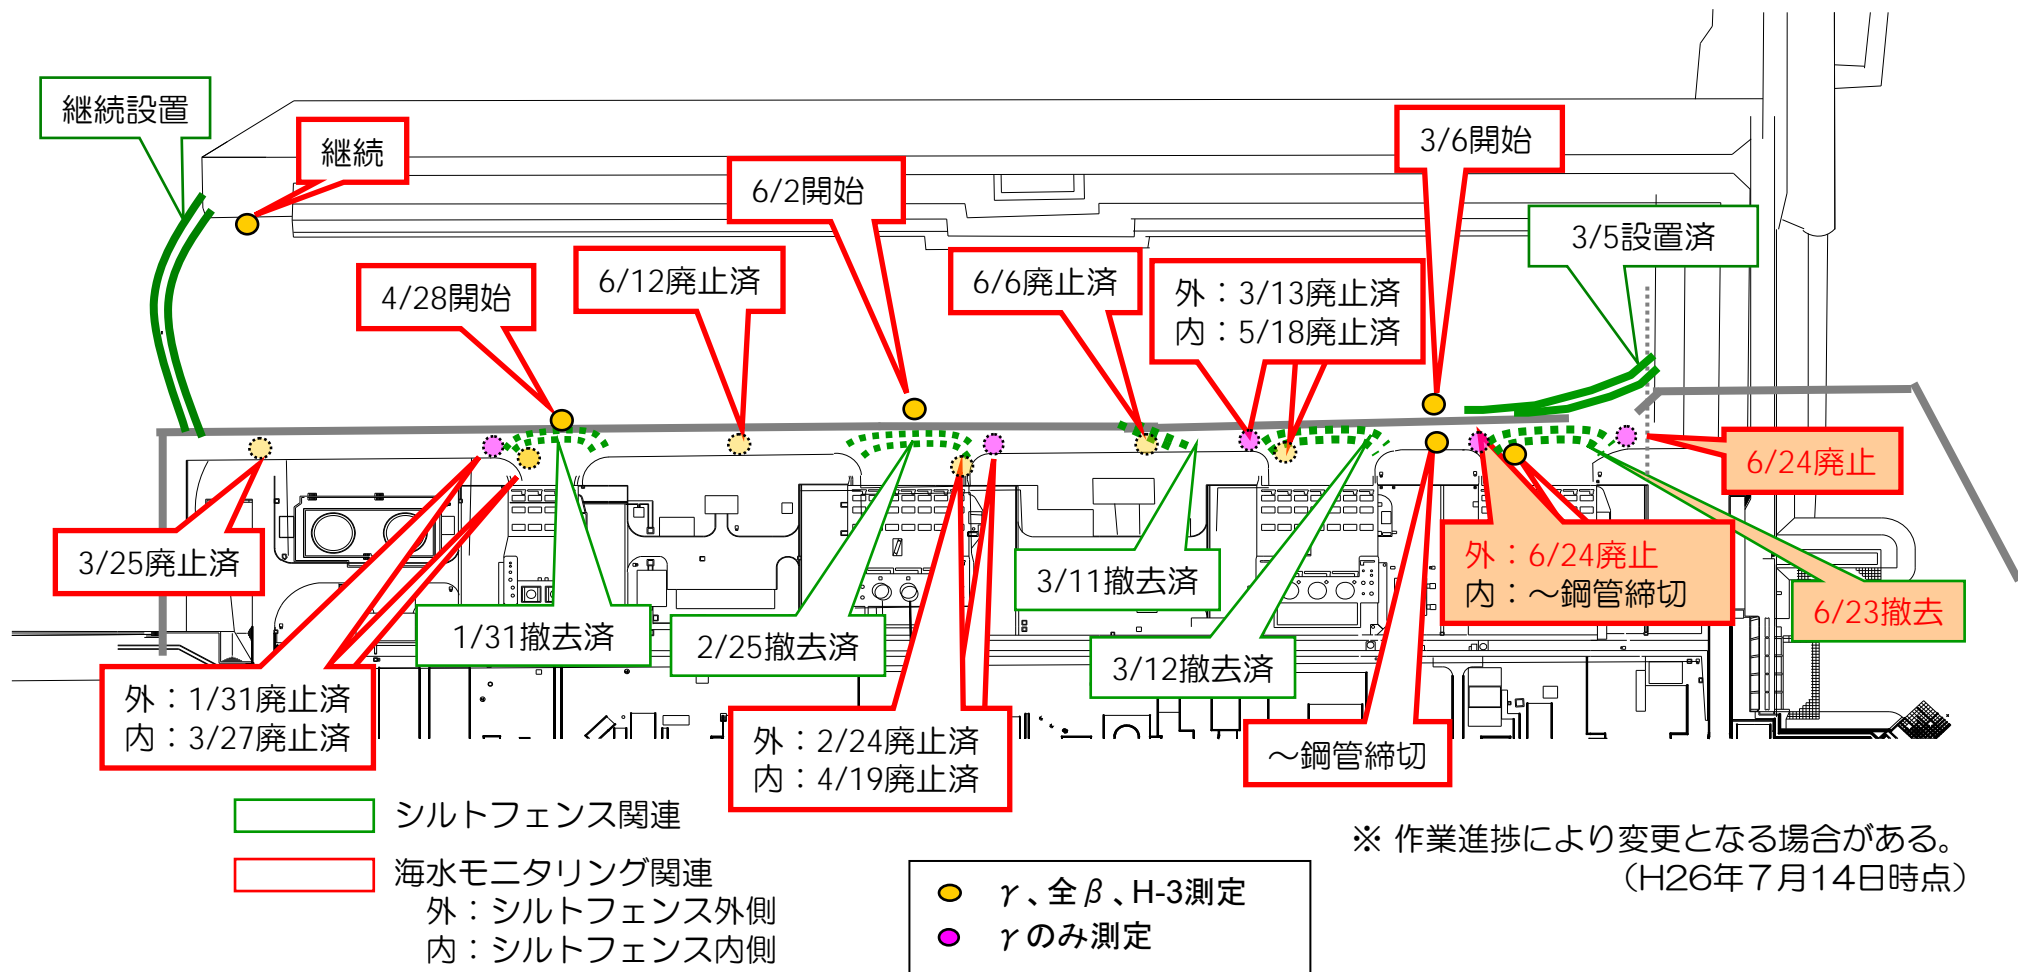 継続設置
継続
6/2開始
3/6開始
3/5設置済
4/28開始
6/12廃止済
6/6廃止済
外：3/13廃止済
内：5/18廃止済
6/24廃止
3/25廃止済
外：6/24廃止
内：～鋼管締切
3/11撤去済
6/23撤去
1/31撤去済
2/25撤去済
3/12撤去済
外：1/31廃止済
内：3/27廃止済
外：2/24廃止済
内：4/19廃止済
～鋼管締切
シルトフェンス関連
海水モニタリング関連
外：シルトフェンス外側
内：シルトフェンス内側
γ、全β、H-3測定
γのみ測定
※ 作業進捗により変更となる場合がある。
（H26年７月14日時点）